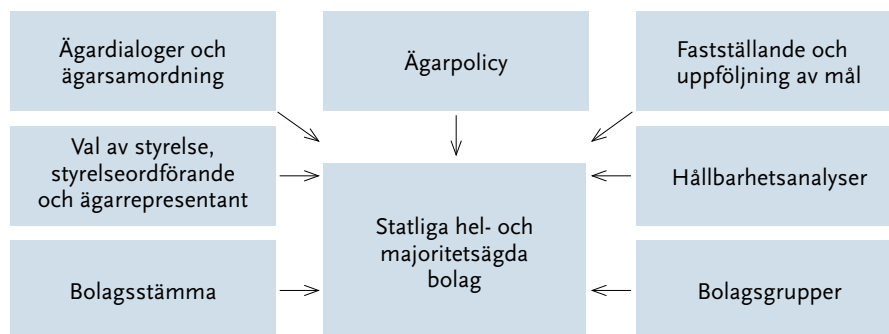 Ägardialoger och
ägarsamordning
Ägarpolicy
Fastställande och
uppföljning av mål
Val av styrelse,
styrelseordförande
och ägarrepresentant
Statliga hel- och
majoritetsägda
bolag
Hållbarhetsanalyser
Bolagsstämma
Bolagsgrupper